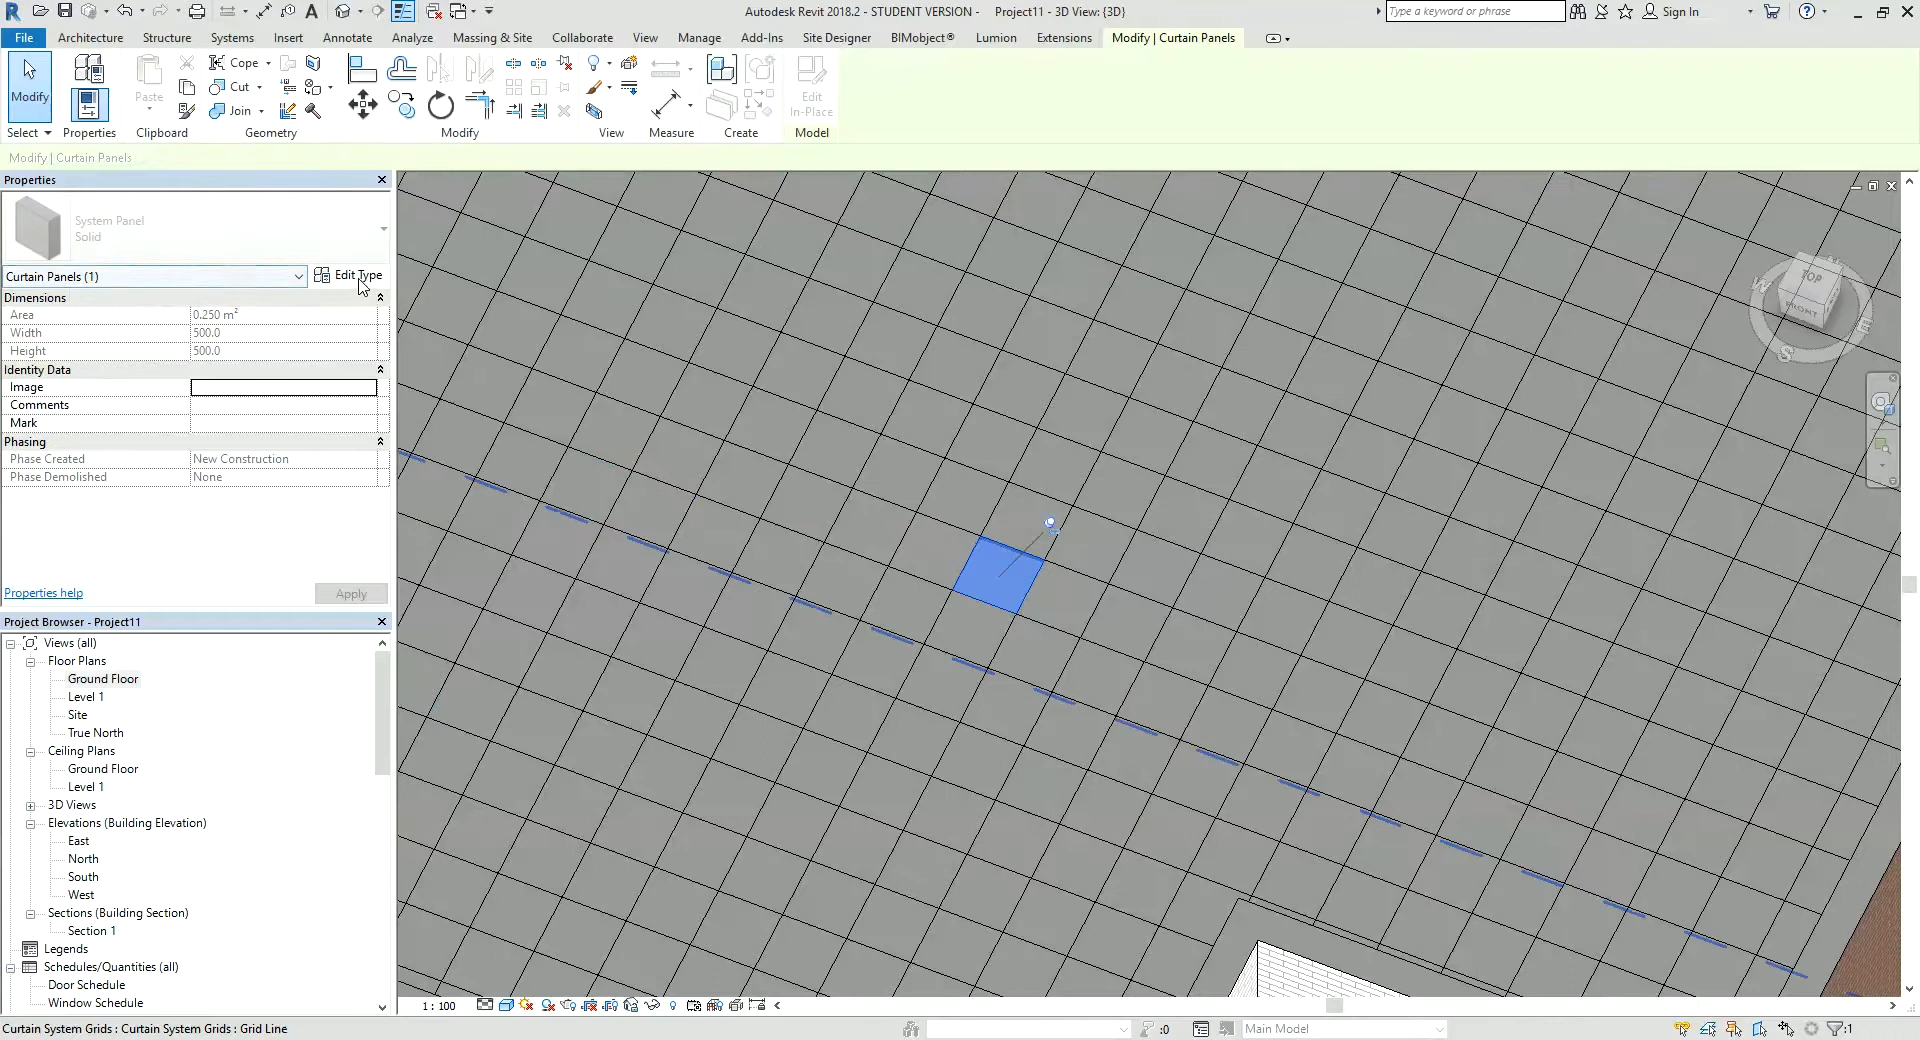 Autodesk Revit 2018.2 - STUDENT VERSION - Project11 - 3D View: {3D}
Type a keyword or phrase
Sign In
File Architecture Structure Systems Insert Annotate Analyze Massing & Site Collaborate View Manage Add-Ins Site Designer BIMobject® Lumion Extensions Modify | Curtain Panels
Cope
Cut
Join
Modify
Paste
Edit
In-Place
Select Properties Clipboard Geometry Modify View Measure Create Model
Modify | Curtain Panels
Properties
System Panel
Solid
Curtain Panels (1) Edit Type
Dimensions
Area 0.250 m²
Width 500.0
Height 500.0
Identity Data
Image
Comments
Mark
Phasing
Phase Created New Construction
Phase Demolished None
Properties help Apply
Project Browser - Project11
Views (all)
Floor Plans
Ground Floor
Level 1
Site
True North
Ceiling Plans
Ground Floor
Level 1
3D Views
Elevations (Building Elevation)
East
North
South
West
Sections (Building Section)
Section 1
Legends
Schedules/Quantities (all)
Door Schedule
Window Schedule
TOP
FRONT
W
E
S
1 : 100
Curtain System Grids : Curtain System Grids : Grid Line
:0
Main Model
:1